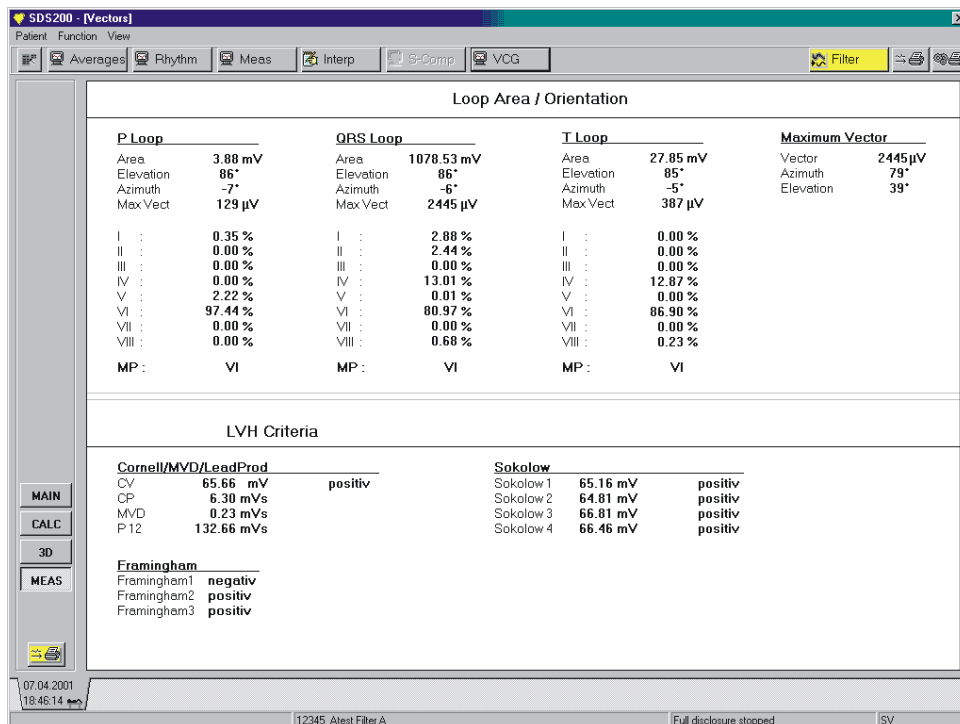 SDS200 - [Vectors]
Patient Function View
Averages Rhythm Meas Interp S-Comp VCG Filter
Loop Area / Orientation
P Loop QRS Loop T Loop Maximum Vector
Area 3.88 mV Area 1078.53 mV Area 27.85 mV Vector 2445µV
Elevation 86° Elevation 86° Elevation 85° Azimuth 79°
Azimuth -7° Azimuth -6° Azimuth -5° Elevation 39°
Max Vect 129 µV Max Vect 2445 µV Max Vect 387 µV
I : 0.35 % I : 2.88 % I : 0.00 %
II : 0.00 % II : 2.44 % II : 0.00 %
III : 0.00 % III : 0.00 % III : 0.00 %
IV : 0.00 % IV : 13.01 % IV : 12.87 %
V : 2.22 % V : 0.01 % V : 0.00 %
VI : 97.44 % VI : 80.97 % VI : 86.90 %
VII : 0.00 % VII : 0.00 % VII : 0.00 %
VIII : 0.00 % VIII : 0.68 % VIII : 0.23 %
MP : VI MP : VI MP : VI
LVH Criteria
Cornell/MVD/LeadProd Sokolow
CV 65.66 mV positiv Sokolow 1 65.16 mV positiv
CP 6.30 mVs Sokolow 2 64.81 mV positiv
MVD 0.23 mVs Sokolow 3 66.81 mV positiv
P 12 132.66 mVs Sokolow 4 66.46 mV positiv
Framingham
Framingham1 negativ
Framingham2 positiv
Framingham3 positiv
MAIN
CALC
3D
MEAS
07.04.2001
18:46:14
12345 Atest Filter A Full disclosure stopped SV